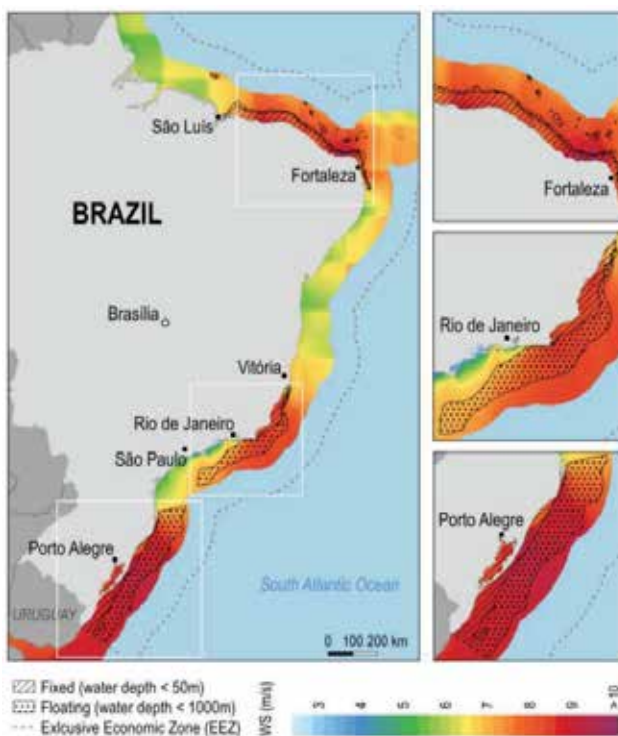 São Luís
Fortaleza
BRAZIL
Brasília
Vitória
Rio de Janeiro
São Paulo
Porto Alegre
URUGUAY
South Atlantic Ocean
0 100 200 km
Fortaleza
Rio de Janeiro
Porto Alegre
Fixed (water depth < 50m)
Floating (water depth < 1000m)
Exlcusive Economic Zone (EEZ)
WS (m/s)
3 4 5 6 7 8 9 >10